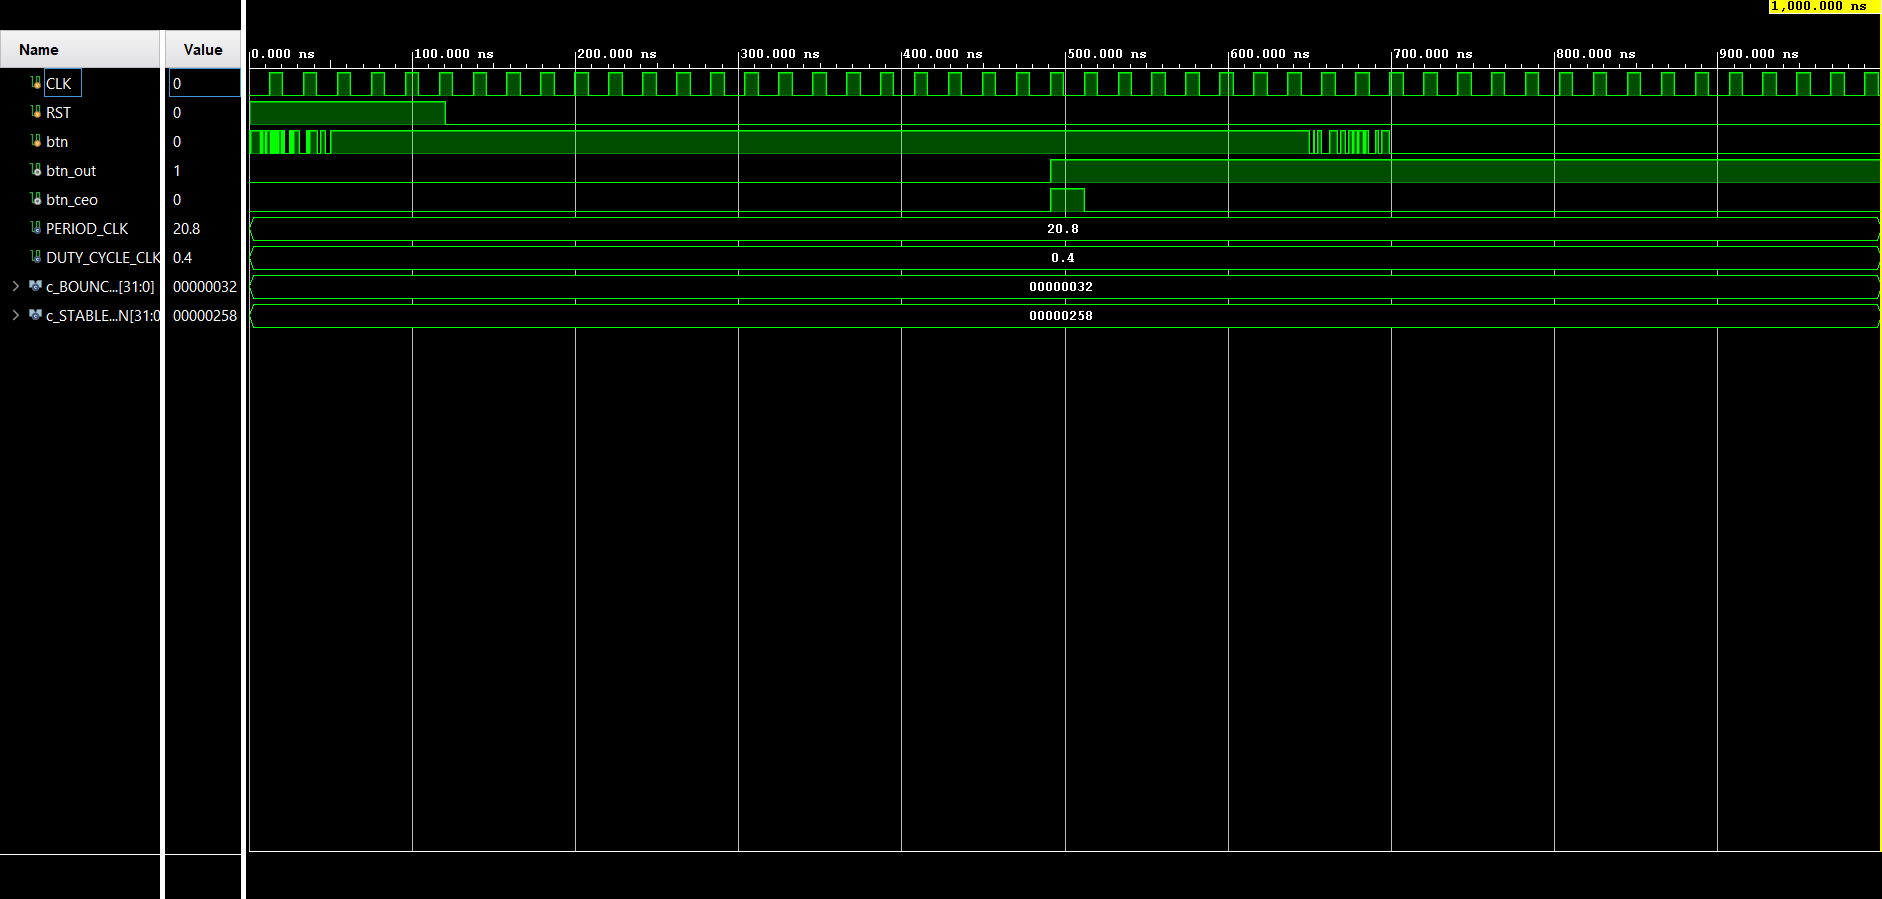 1,000.000 ns
Name Value
0.000 ns 100.000 ns 200.000 ns 300.000 ns 400.000 ns 500.000 ns 600.000 ns 700.000 ns 800.000 ns 900.000 ns
CLK 0
RST 0
btn 0
btn_out 1
btn_ceo 0
PERIOD_CLK 20.8 20.8
DUTY_CYCLE_CLK 0.4 0.4
c_BOUNC...[31:0] 00000032 00000032
c_STABLE...N[31:0 00000258 00000258